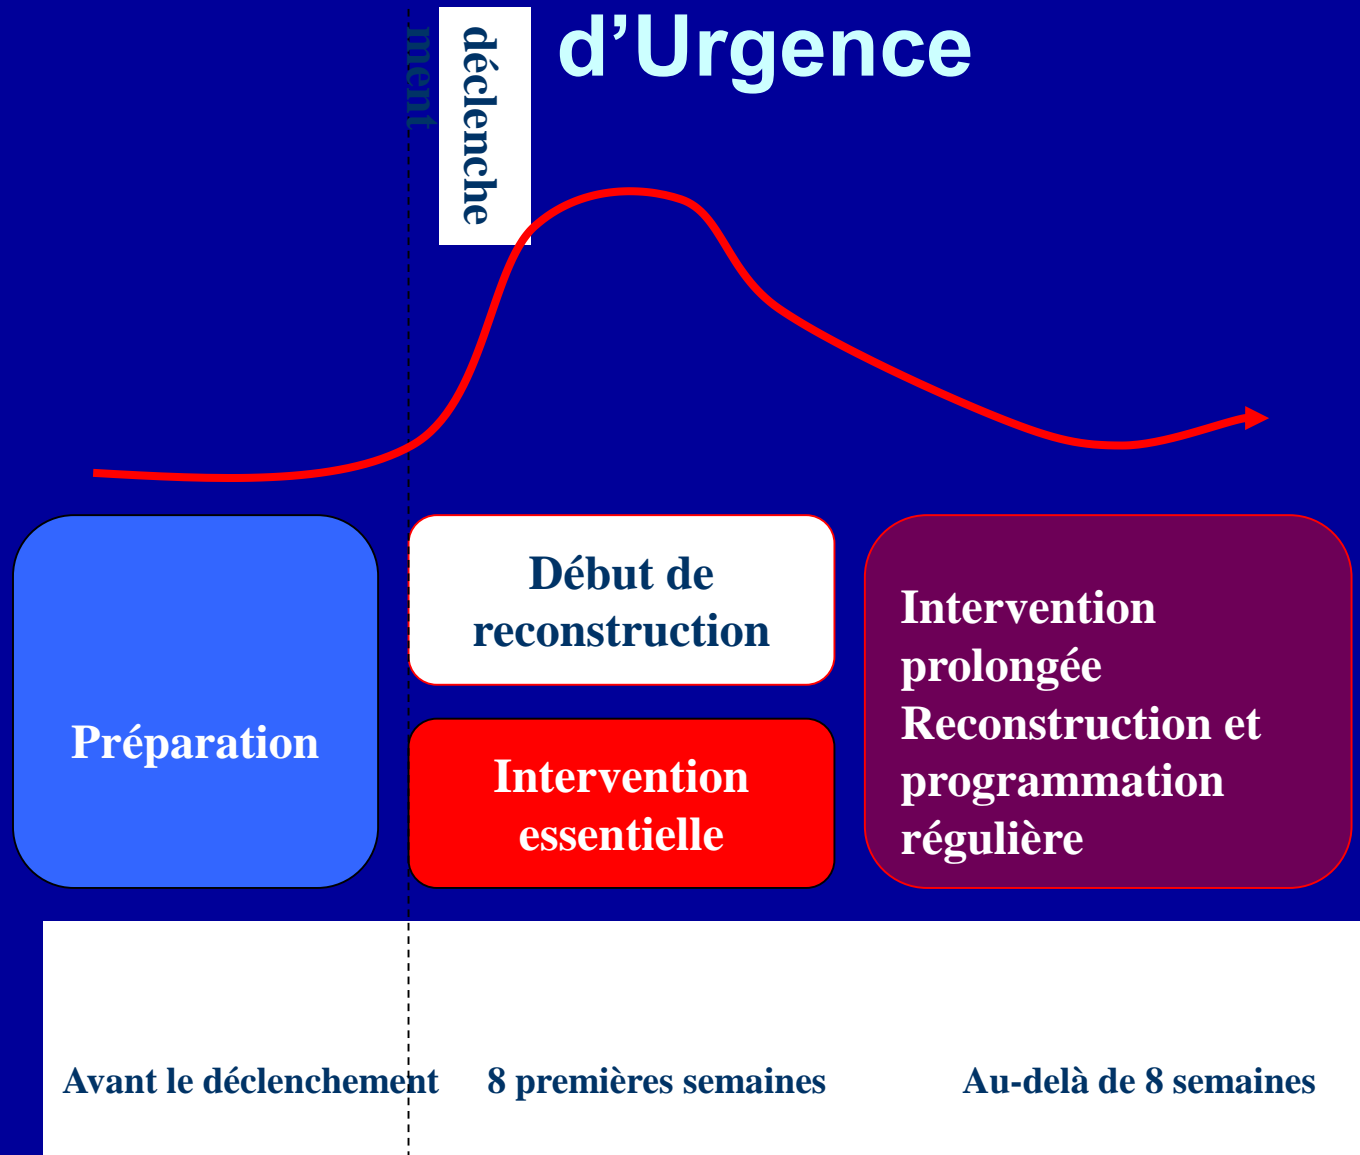 d’Urgence
déclenche
ment
Début de
reconstruction
Préparation
Intervention
essentielle
Intervention
prolongée
Reconstruction et
programmation
régulière
Avant le déclenchement
8 premières semaines
Au-delà de 8 semaines